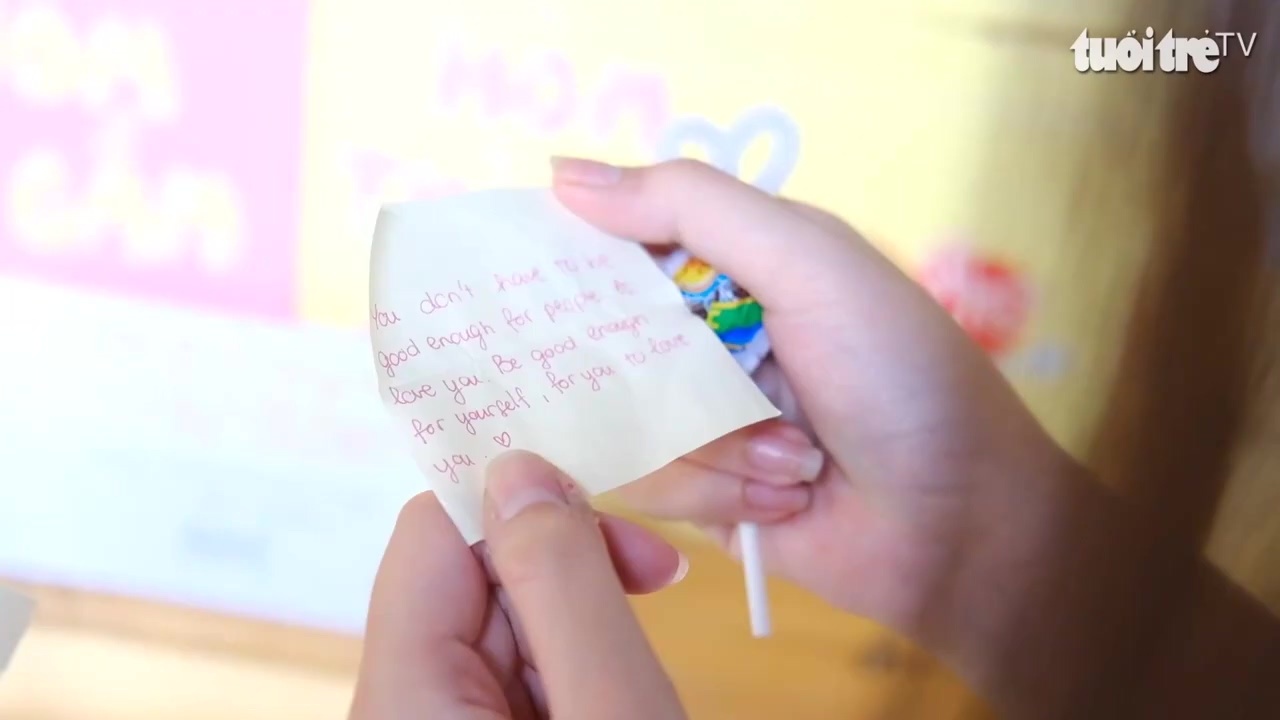 tuổi trẻ TV
You don't have to be
good enough for people to
love you. Be good enough
for yourself, for you to love
you. ♡
CẢM